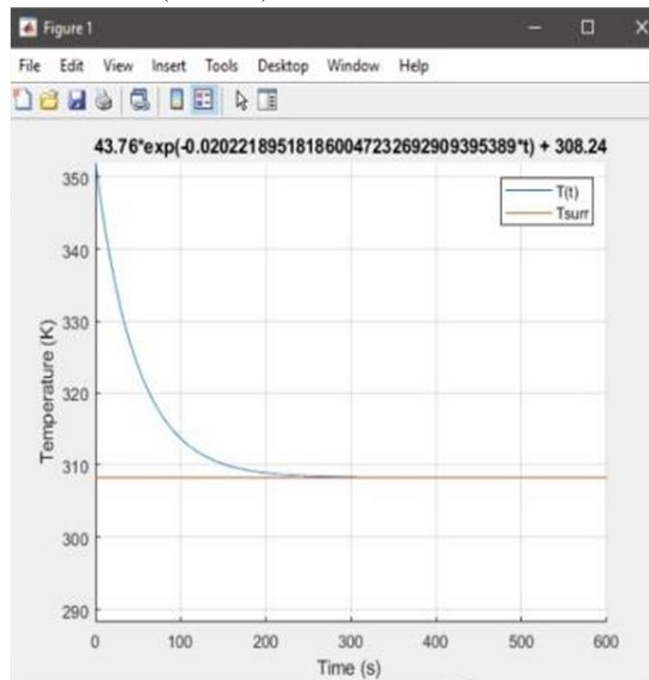 Figure 1
File Edit View Insert Tools Desktop Window Help
43.76*exp(-0.020221895181860047232692909395389*t) + 308.24
T(t)
Tsurr
350
340
330
320
310
300
290
Temperature (K)
0 100 200 300 400 500 600
Time (s)